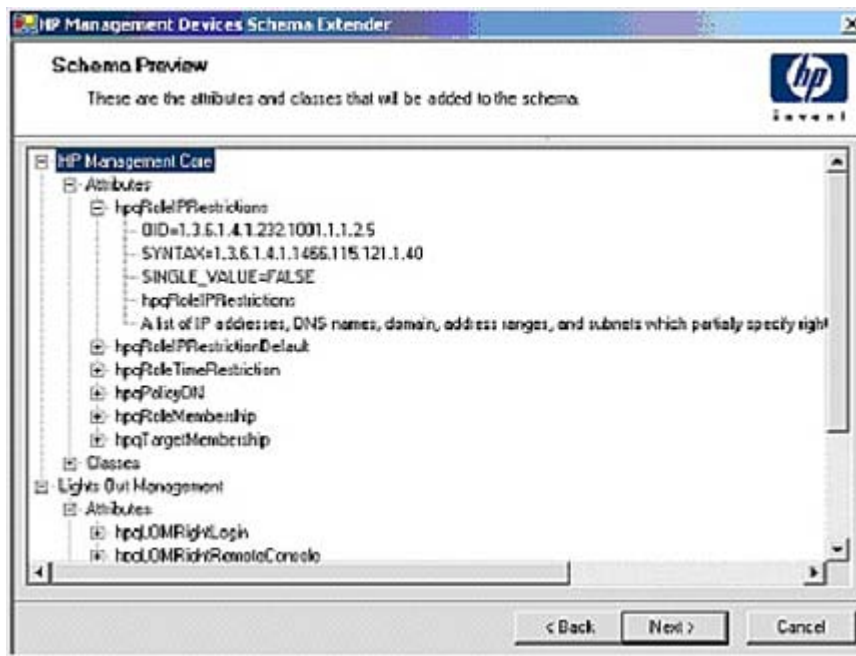 HP Management Devices Schema Extender
Schema Preview
These are the attributes and classes that will be added to the schema.
hp
invent
HP Management Core
Attributes
hpqRoleIPRestrictions
OID=1.3.6.1.4.1.232.1001.1.1.2.5
SYNTAX=1.3.6.1.4.1.1466.115.121.1.40
SINGLE_VALUE=FALSE
hpqRoleIPRestrictions
A list of IP addresses, DNS names, domain, address ranges, and subnets which partially specify right
hpqRoleIPRestrictionDefault
hpqRoleTimeRestriction
hpqPolicyDN
hpqRoleMembership
hpqTargetMembership
Classes
Lights Out Management
Attributes
hpqLOMRightLogin
hpqLOMRightRemoteConsole
< Back
Next >
Cancel